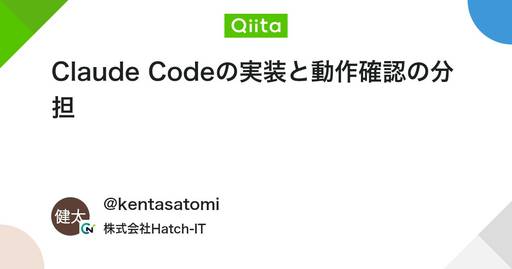 Qiita
Claude Codeの実装と動作確認の分
担
健太
@kentasatomi
株式会社Hatch-IT